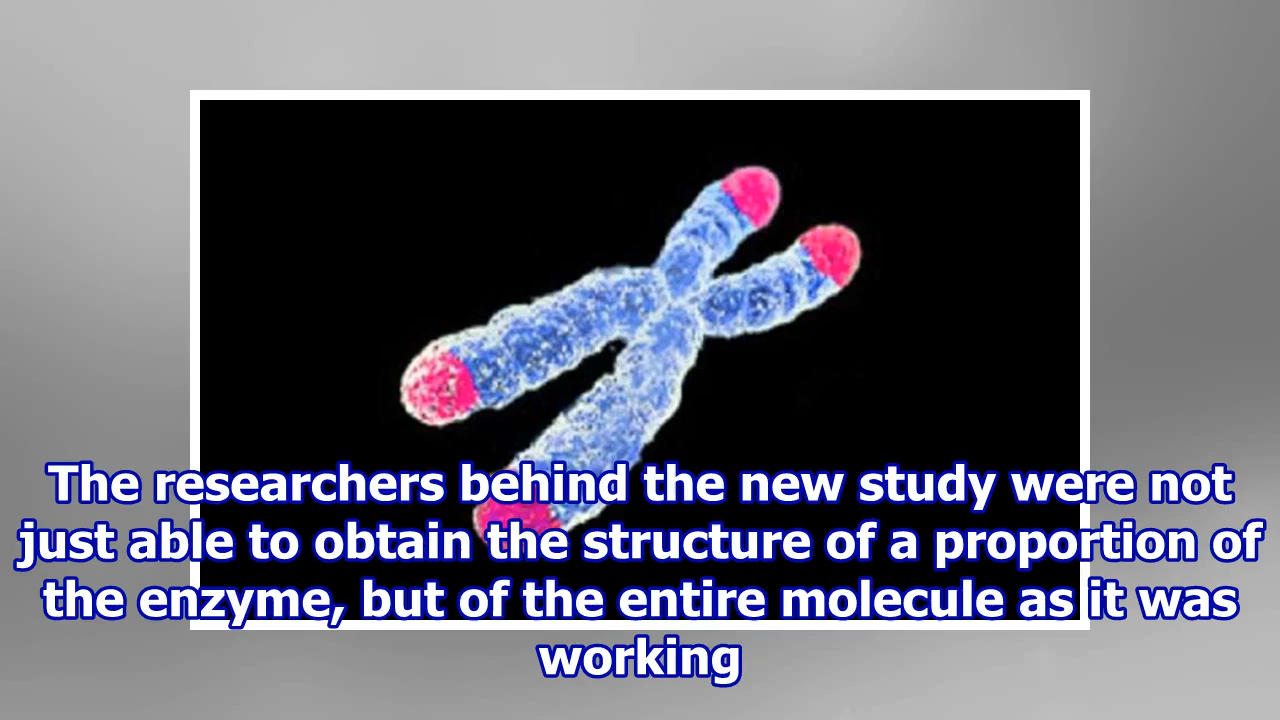 The researchers behind the new study were not
just able to obtain the structure of a proportion of
the enzyme, but of the entire molecule as it was
working